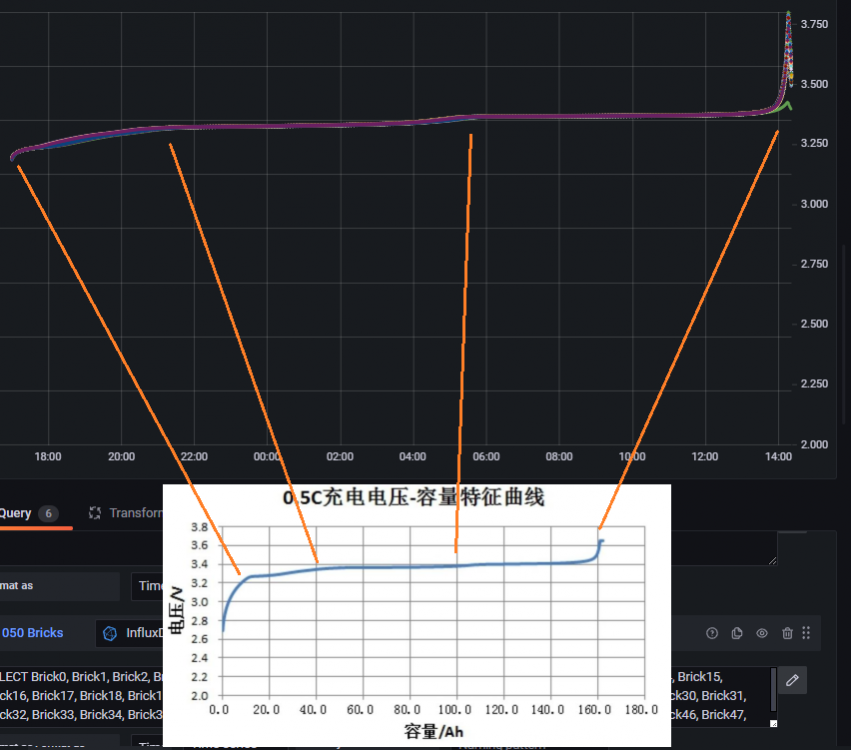 3.750
3.500
3.250
3.000
2.750
2.500
2.250
2.000
18:00 20:00 22:00 00:00 02:00 04:00 06:00 08:00 10:00 12:00 14:00
Query 6 Transfor
0.5C充电电压-容量特征曲线
3.8
3.6
3.4
3.2
3.0
2.8
2.6
2.4
2.2
2.0
电压/V
0.0 20.0 40.0 60.0 80.0 100.0 120.0 140.0 160.0 180.0
容量/Ah
mat as Time
050 Bricks InfluxD
LECT Brick0, Brick1, Brick2, B , Brick15,
ck16, Brick17, Brick18, Brick1 ck30, Brick31,
ck32, Brick33, Brick34, Brick3 ck46, Brick47,